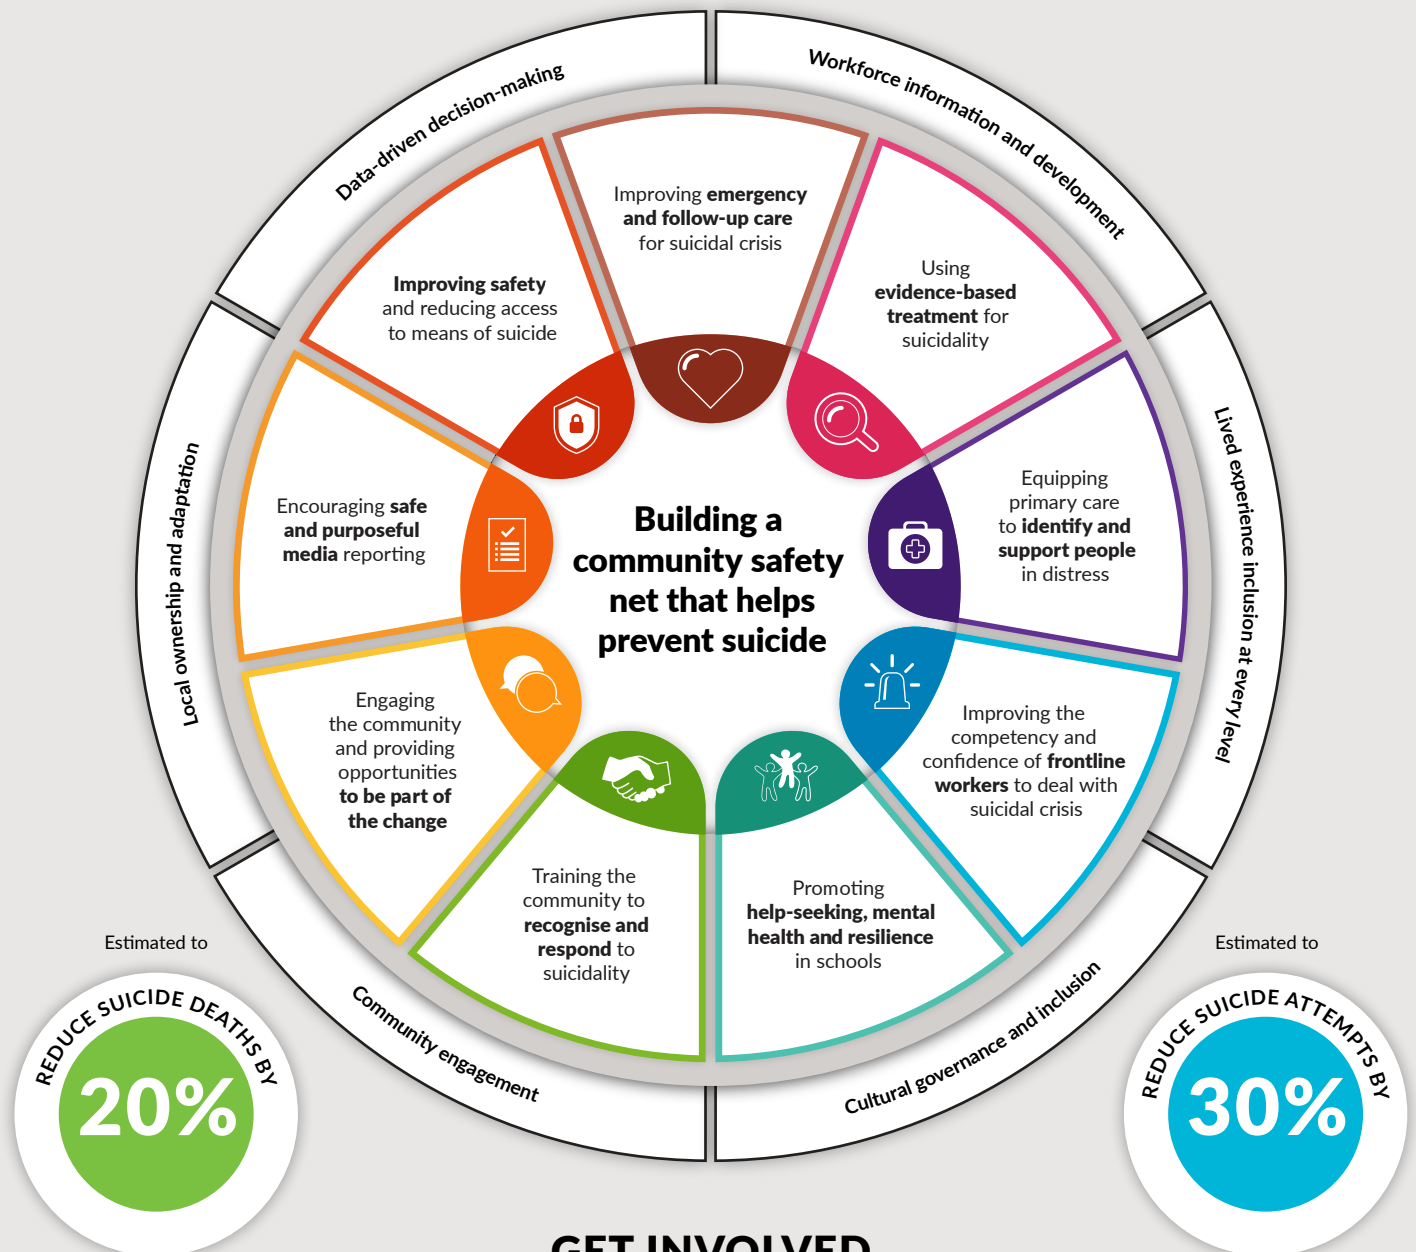 Data-driven decision-making
Workforce information and development
Lived experience inclusion at every level
Cultural governance and inclusion
Community engagement
Local ownership and adaptation
Improving emergency
and follow-up care
for suicidal crisis
Using
evidence-based
treatment for
suicidality
Equipping
primary care
to identify and
support people
in distress
Improving the
competency and
confidence of frontline
workers to deal with
suicidal crisis
Promoting
help-seeking, mental
health and resilience
in schools
Training the
community to
recognise and
respond to
suicidality
Engaging
the community
and providing
opportunities
to be part of
the change
Encouraging safe
and purposeful
media reporting
Improving safety
and reducing access
to means of suicide
Building a
community safety
net that helps
prevent suicide
Estimated to
REDUCE SUICIDE DEATHS BY
20%
Estimated to
REDUCE SUICIDE ATTEMPTS BY
30%
GET INVOLVED